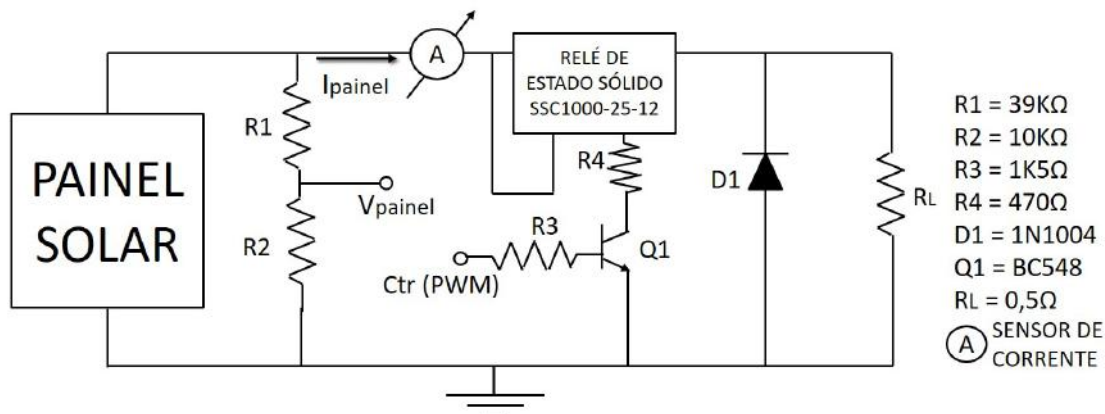 PAINEL
SOLAR
R1
R2
Ipainel
Vpainel
A
RELÉ DE
ESTADO SÓLIDO
SSC1000-25-12
R4
R3
Ctr (PWM)
Q1
D1
RL
R1 = 39KΩ
R2 = 10KΩ
R3 = 1K5Ω
R4 = 470Ω
D1 = 1N1004
Q1 = BC548
RL = 0,5Ω
A SENSOR DE
CORRENTE